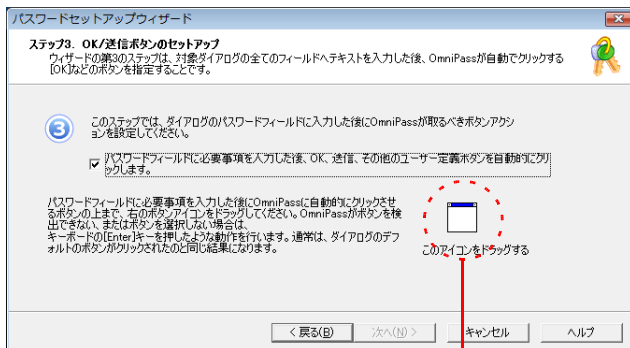 パスワードセットアップウィザード
ステップ3. OK/送信ボタンのセットアップ
ウィザードの第3のステップは、対象ダイアログの全てのフィールドへテキストを入力した後、OmniPassが自動でクリックする
[OK]などのボタンを指定することです。
3
このステップでは、ダイアログのパスワードフィールドに入力した後にOmniPassが取るべきボタンアクシ
ョンを設定してください。
パスワードフィールドに必要事項を入力した後、OK、送信、その他のユーザー定義ボタンを自動的にクリ
ックします。
パスワードフィールドに必要事項を入力した後にOmniPassに自動的にクリックさせ
るボタンの上まで、右のボタンアイコンをドラッグしてください。OmniPassがボタンを検
出できない、またはボタンを選択しない場合は、
キーボードの[Enter]キーを押したような動作を行います。通常は、ダイアログのデフ
ォルトのボタンがクリックされたのと同じ結果になります。
このアイコンをドラッグする
< 戻る(B)
次へ(N) >
キャンセル
ヘルプ